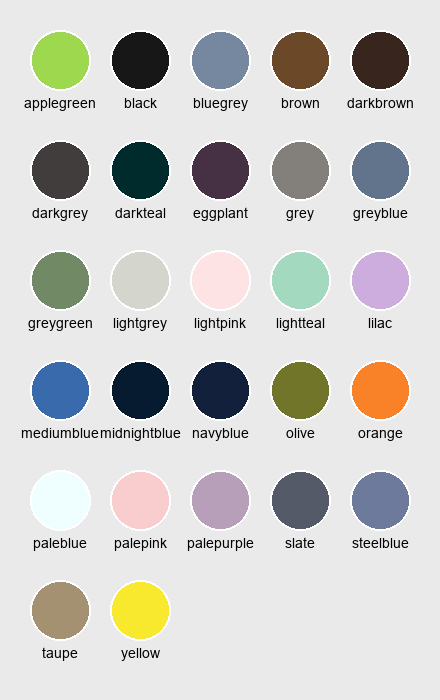 applegreen black bluegrey brown darkbrown
darkgrey darkteal eggplant grey greyblue
greygreen lightgrey lightpink lightteal lilac
mediumblue midnightblue navyblue olive orange
paleblue palepink palepurple slate steelblue
taupe yellow